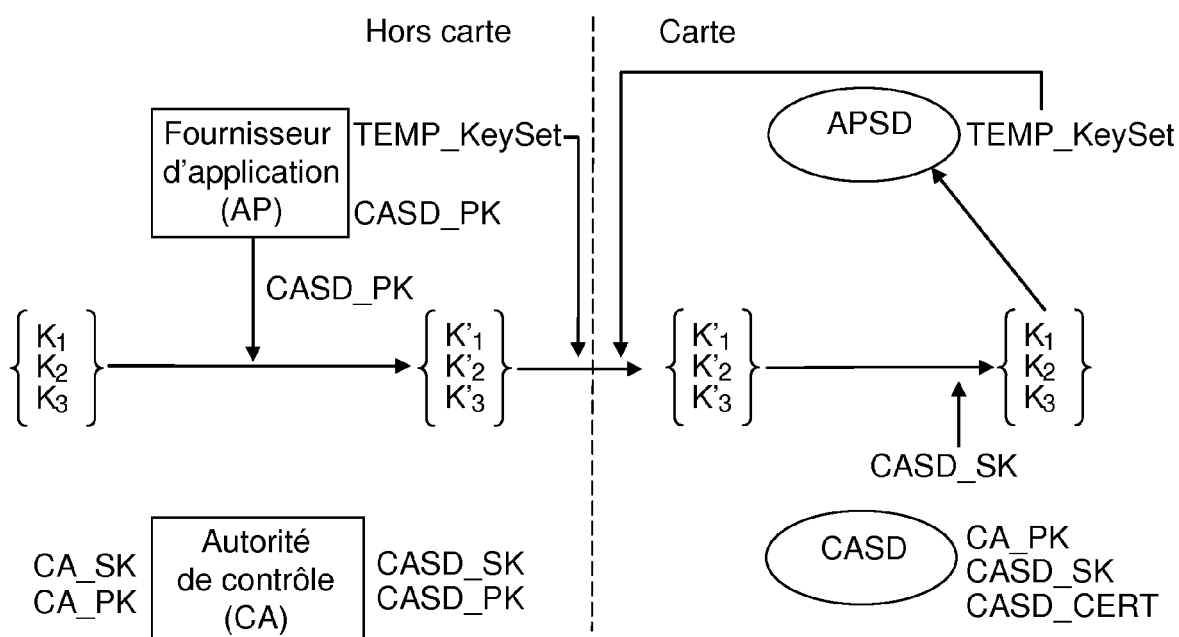 Hors carte
Carte
Fournisseur
d’application
(AP)
TEMP_KeySet
CASD_PK
APSD
TEMP_KeySet
CASD_PK
K1
K2
K3
K’1
K’2
K’3
K’1
K’2
K’3
K1
K2
K3
CASD_SK
CA_SK
CA_PK
Autorité
de contrôle
(CA)
CASD_SK
CASD_PK
CASD
CA_PK
CASD_SK
CASD_CERT